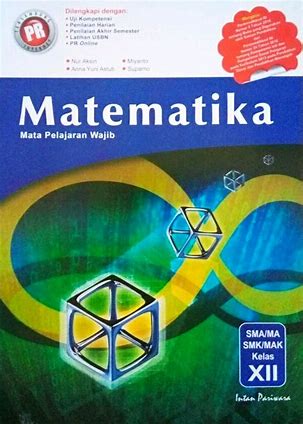 PR
Dilengkapi dengan:
• Uji Kompetensi
• Penilaian Harian
• Penilaian Akhir Semester
• Latihan USBN
• PR Online
• Nur Aksin
• Miyanto
• Anna Yuni Astuti
• Suparno
Matematika
Mata Pelajaran Wajib
SMA/MA
SMK/MAK
Kelas
XII
Intan Pariwara